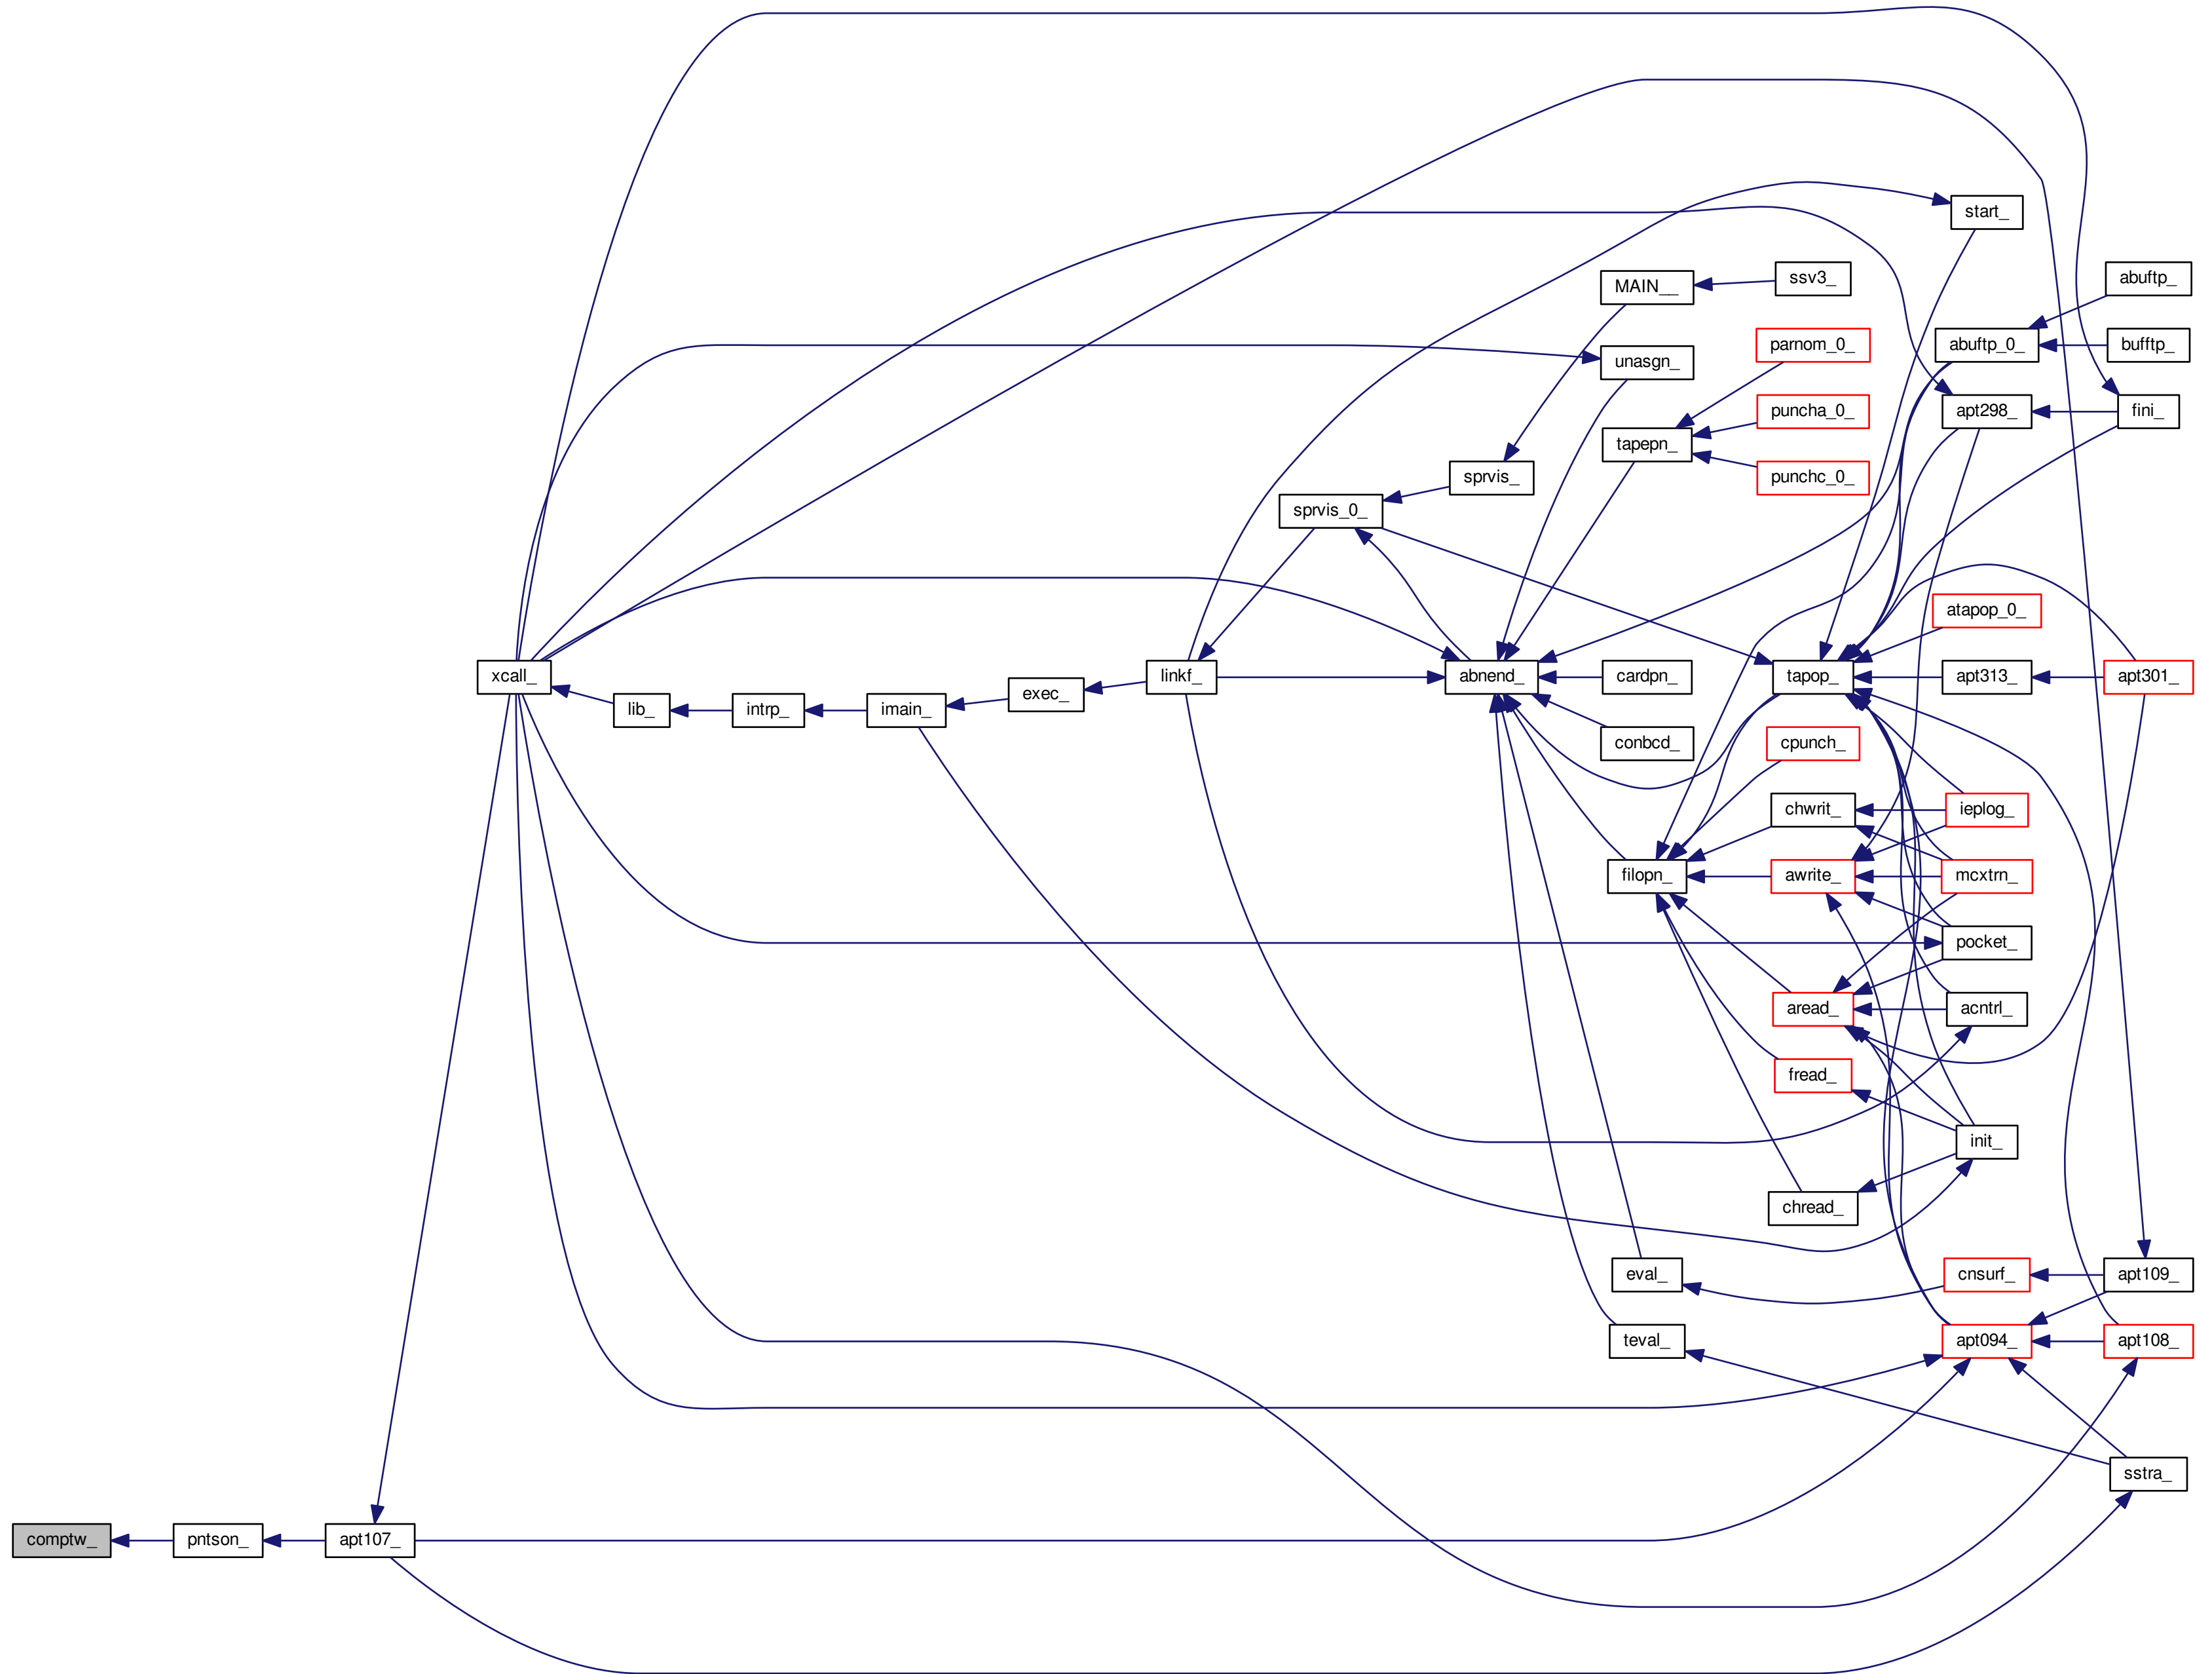 start_
MAIN__
ssv3_
abuftp_
parnom_0_
abuftp_0_
bufftp_
unasgn_
puncha_0_
apt298_
fini_
tapepn_
sprvis_
punchc_0_
sprvis_0_
atapop_0_
xcall_
linkf_
abnend_
cardpn_
tapop_
apt313_
apt301_
lib_
intrp_
imain_
exec_
conbcd_
cpunch_
chwrit_
ieplog_
filopn_
awrite_
mcxtrn_
pocket_
aread_
acntrl_
fread_
init_
chread_
eval_
cnsurf_
apt109_
teval_
apt094_
apt108_
sstra_
comptw_
pntson_
apt107_